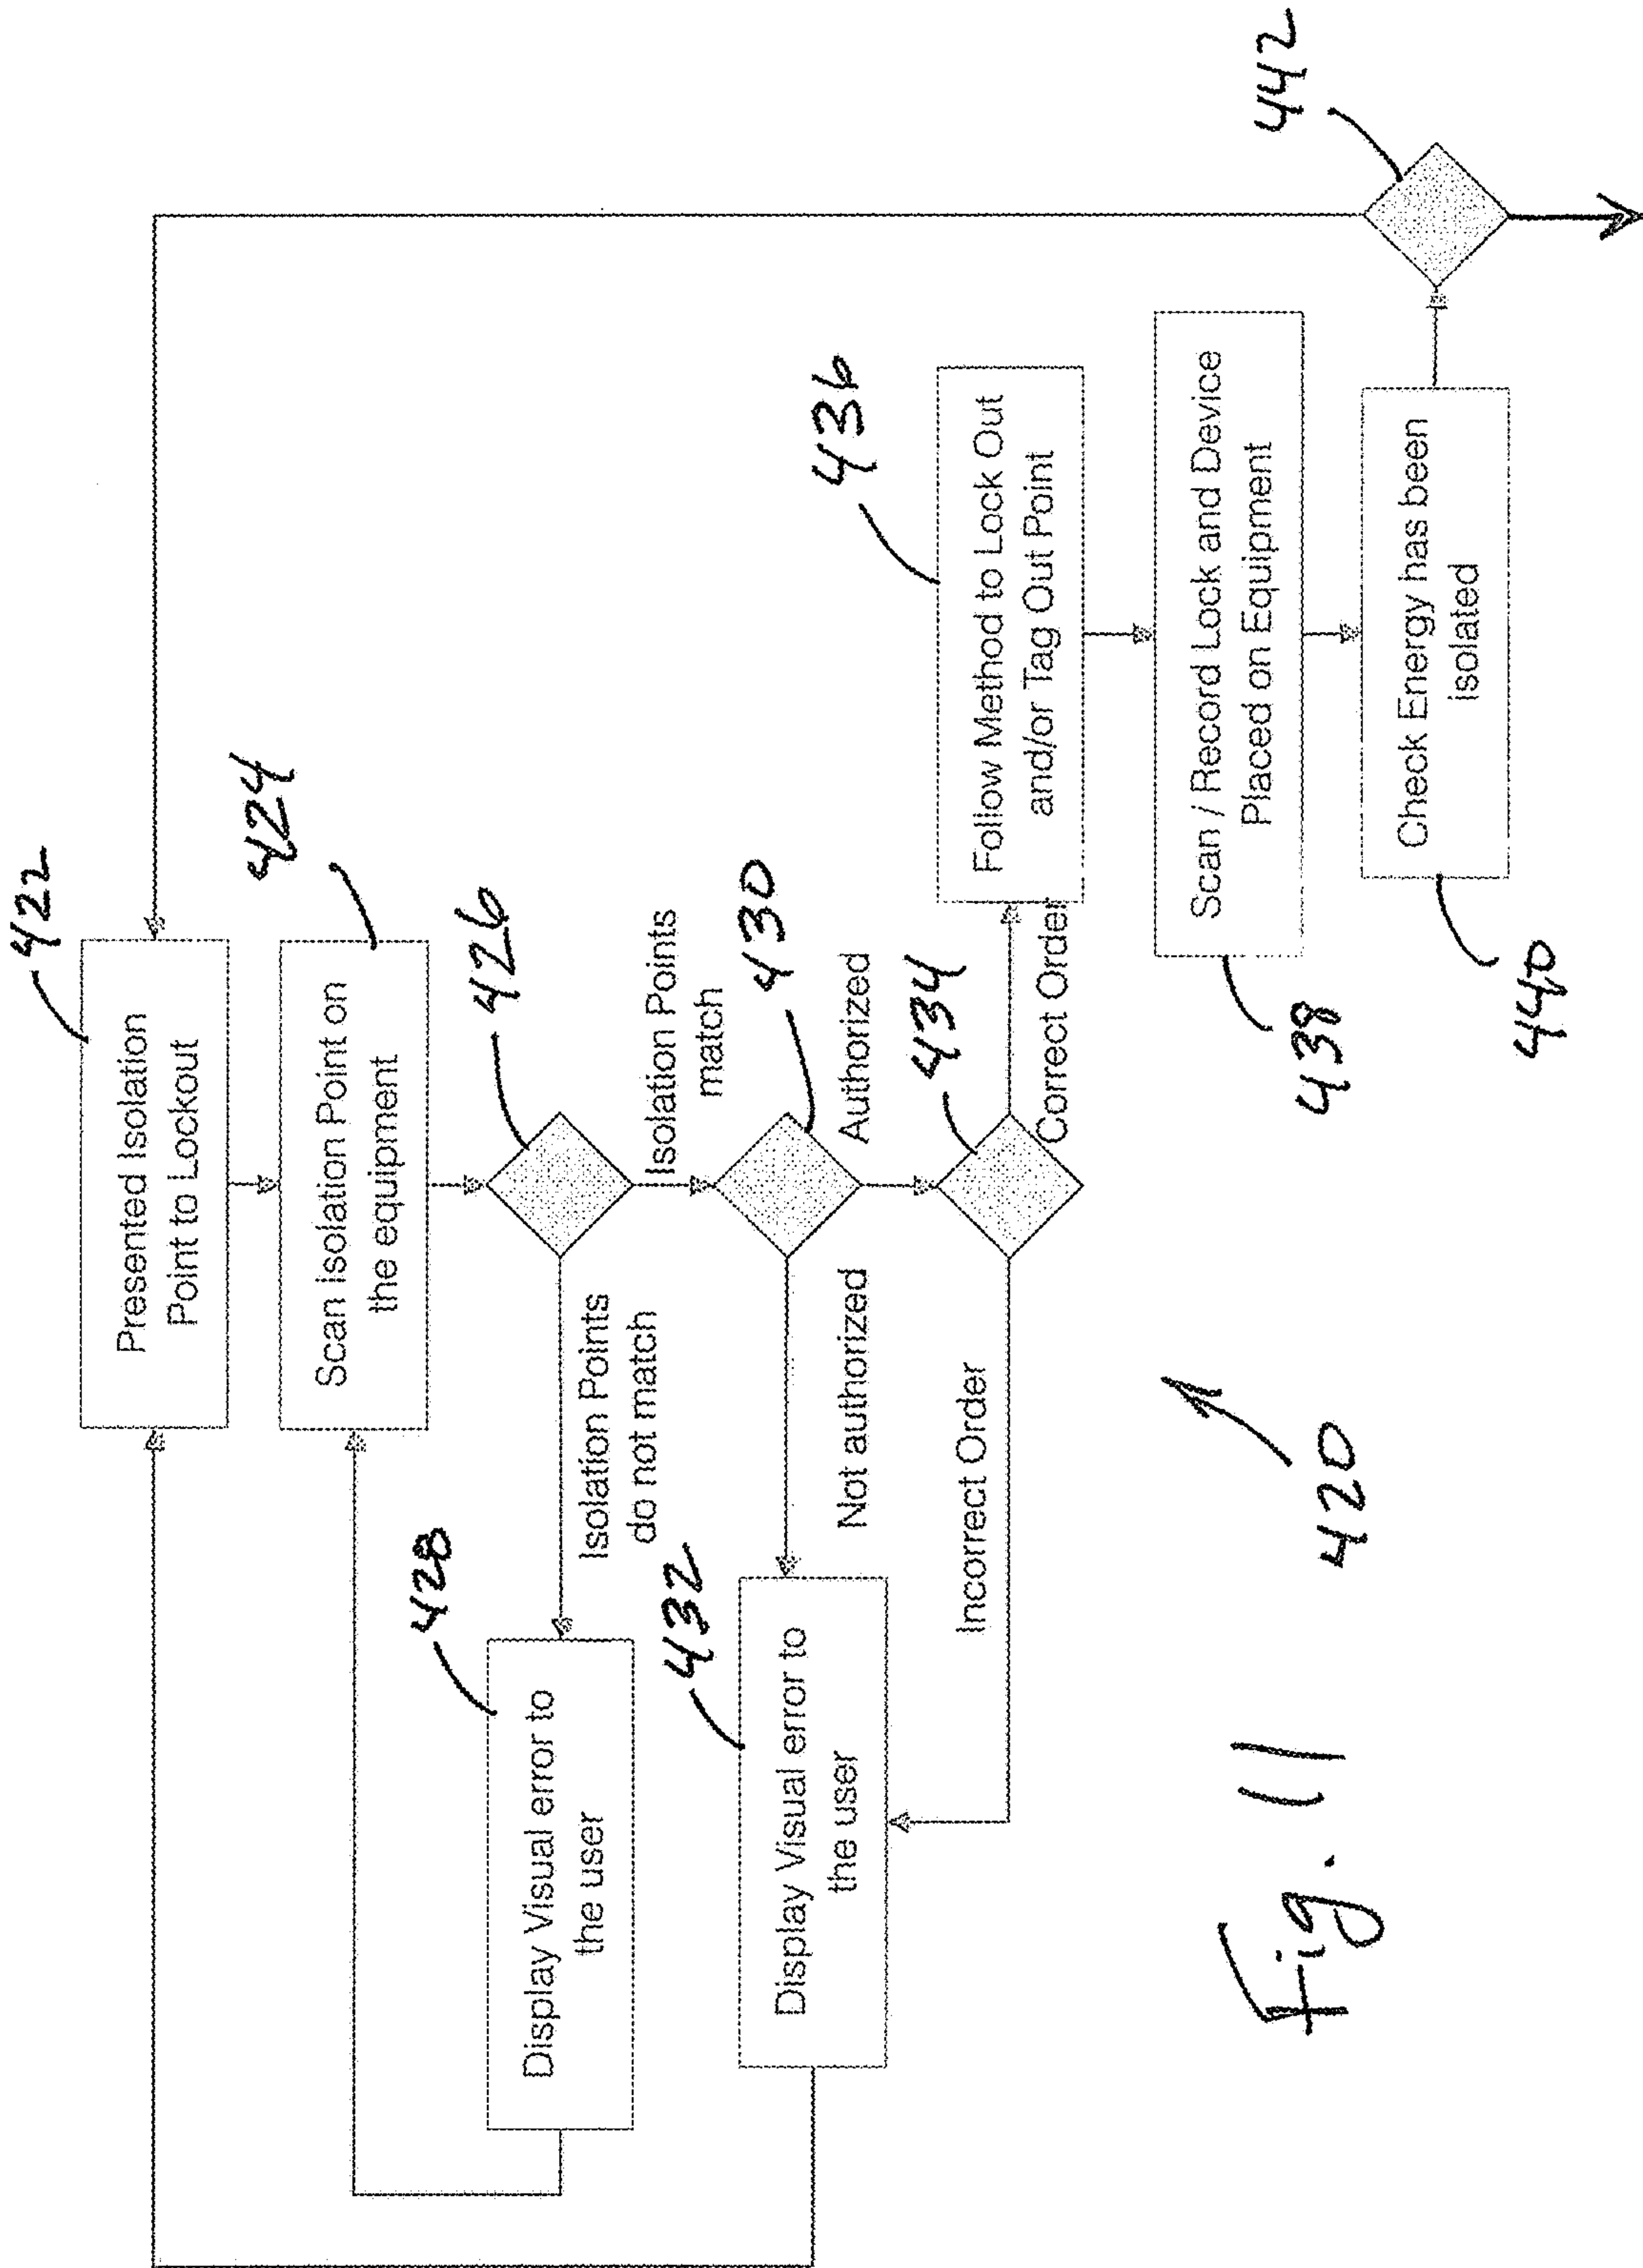 422
Presented Isolation
Point to Lockout
424
Scan Isolation Point on
the equipment
426
Isolation Points
do not match
Isolation Points
match
428
Display Visual error to
the user
430
Not authorized
Authorized
432
Display Visual error to
the user
434
Incorrect Order
Correct Order
436
Follow Method to Lock Out
and/or Tag Out Point
438
Scan / Record Lock and Device
Placed on Equipment
440
Check Energy has been
isolated
442
420
Fig. 11